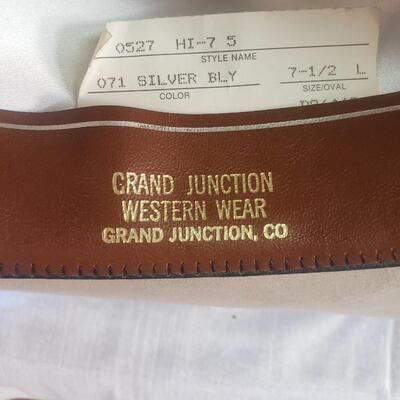 0527 HI-7 5
STYLE NAME
071 SILVER BLY 7-1/2 L
COLOR SIZE/OVAL
GRAND JUNCTION
WESTERN WEAR
GRAND JUNCTION, CO